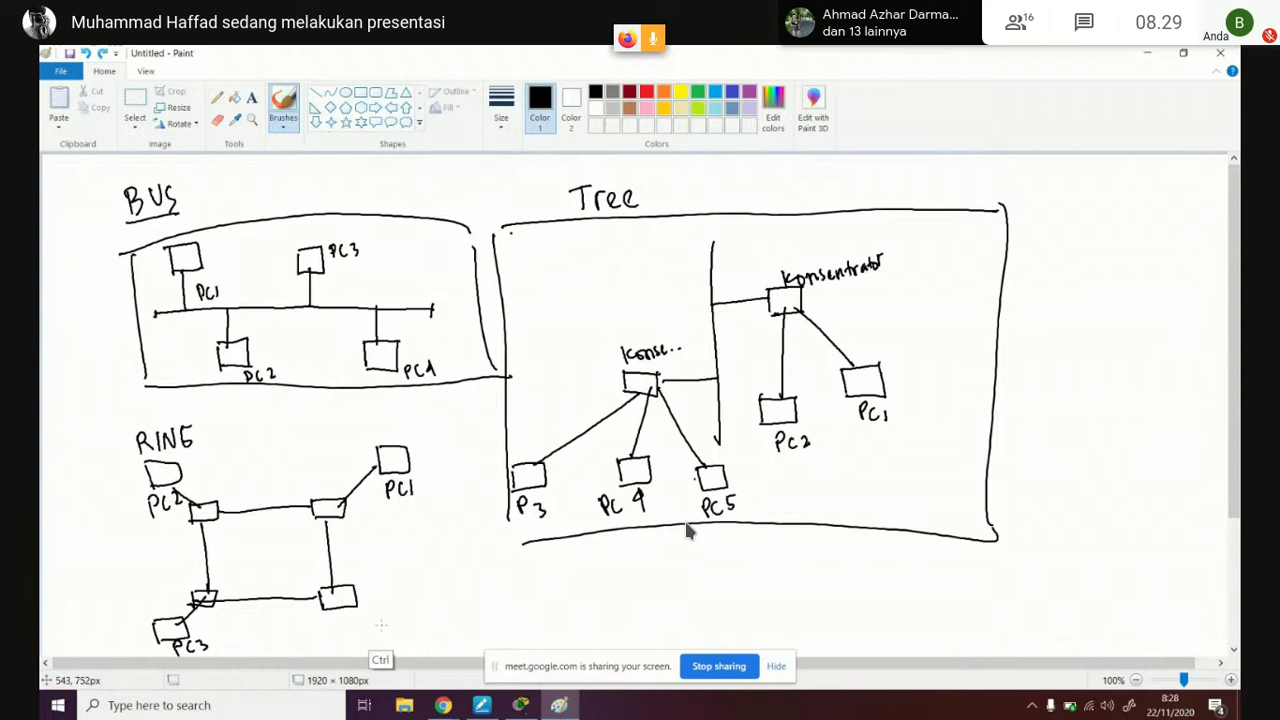 Muhammad Haffad sedang melakukan presentasi
Ahmad Azhar Darma...
dan 13 lainnya
16
08.29
B
Anda
Untitled - Paint
File
Home
View
Paste
Cut
Copy
Clipboard
Select
Crop
Resize
Rotate
Image
A
Tools
Brushes
Outline
Fill
Shapes
Size
Color
1
Color
2
Edit
colors
Edit with
Paint 3D
Colors
BUS
PC1
PC3
PC2
PC4
Tree
Konsentrator
Konse..
PC1
PC2
P3
PC4
PC5
RING
PC2
PC1
PC3
Ctrl
meet.google.com is sharing your screen.
Stop sharing
Hide
543, 752px
1920 × 1080px
100%
Type here to search
8:28
22/11/2020
4